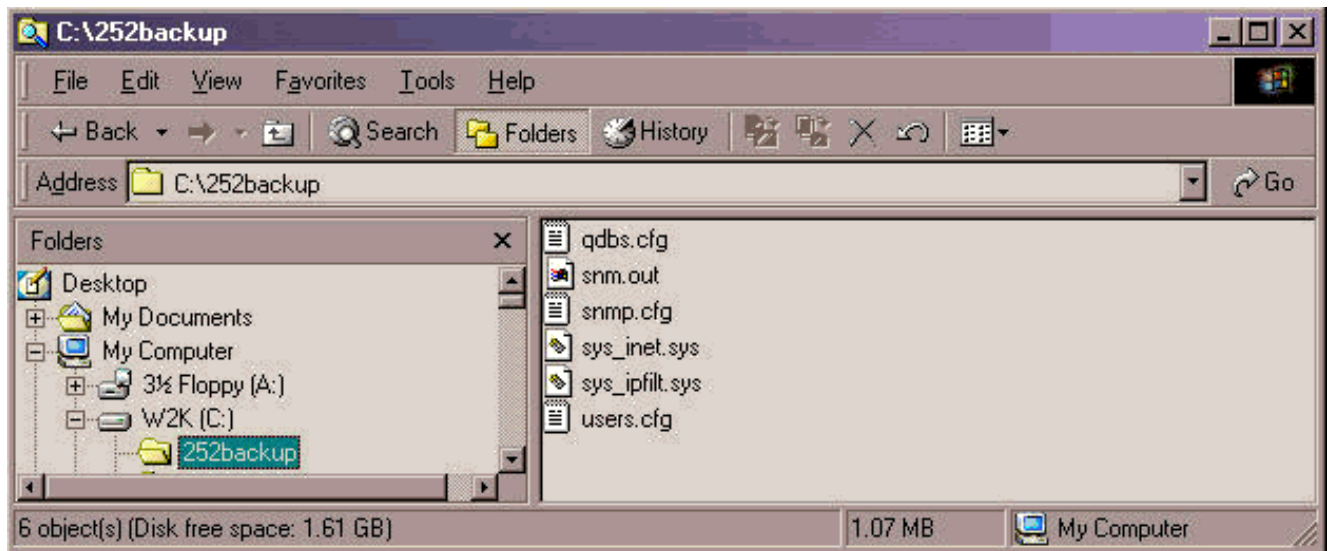 C:\252backup
File Edit View Favorites Tools Help
Back Search Folders History
Address C:\252backup Go
Folders
Desktop
My Documents
My Computer
3½ Floppy (A:)
W2K (C:)
252backup
qdbs.cfg
snm.out
snmp.cfg
sys_inet.sys
sys_ipfilt.sys
users.cfg
6 object(s) (Disk free space: 1.61 GB) 1.07 MB My Computer